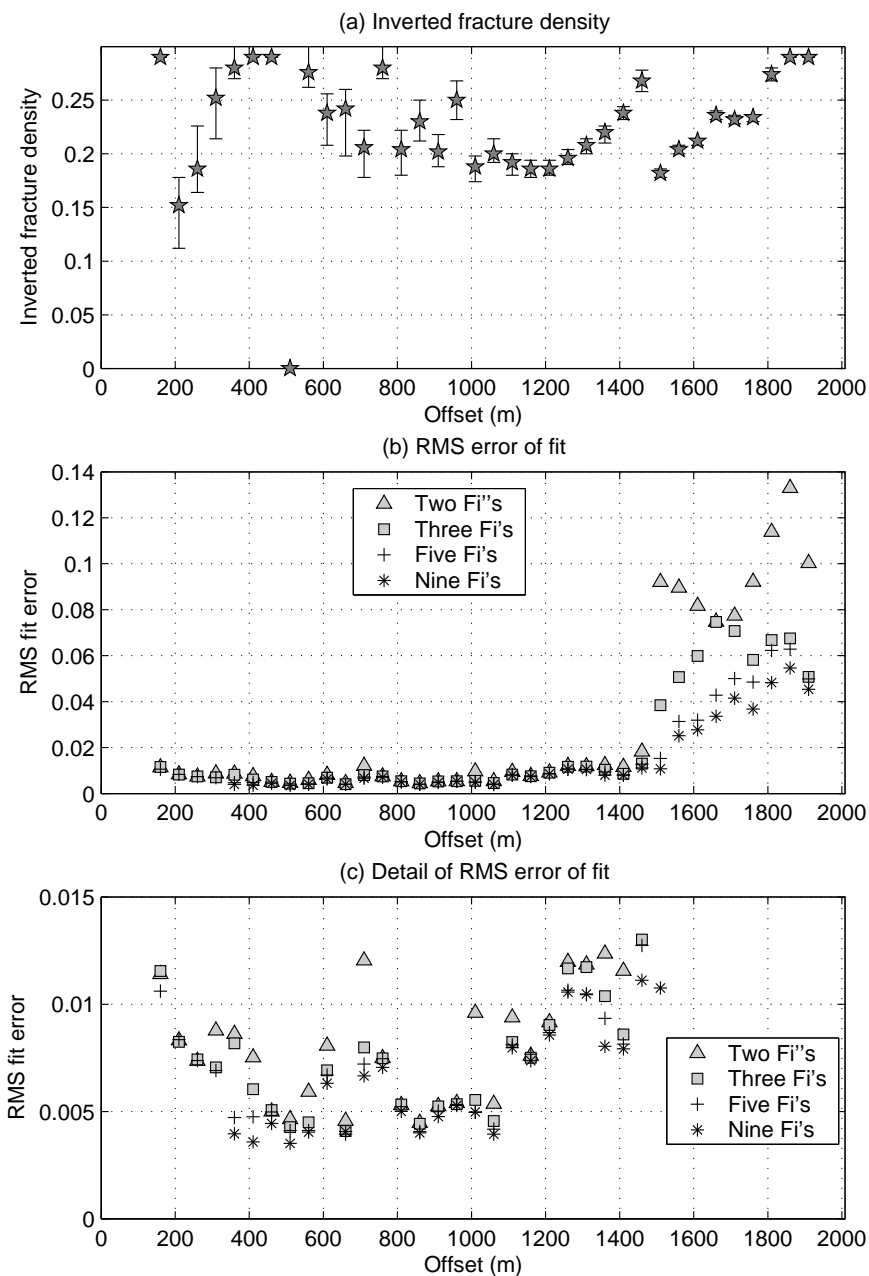 (a) Inverted fracture density
0.25
0.2
0.15
0.1
0.05
0
Inverted fracture density
0 200 400 600 800 1000 1200 1400 1600 1800 2000
Offset (m)
(b) RMS error of fit
0.14
0.12
0.1
0.08
0.06
0.04
0.02
0
RMS fit error
Two Fi''s
Three Fi's
Five Fi's
Nine Fi's
0 200 400 600 800 1000 1200 1400 1600 1800 2000
Offset (m)
(c) Detail of RMS error of fit
0.015
0.01
0.005
0
RMS fit error
Two Fi''s
Three Fi's
Five Fi's
Nine Fi's
0 200 400 600 800 1000 1200 1400 1600 1800 2000
Offset (m)